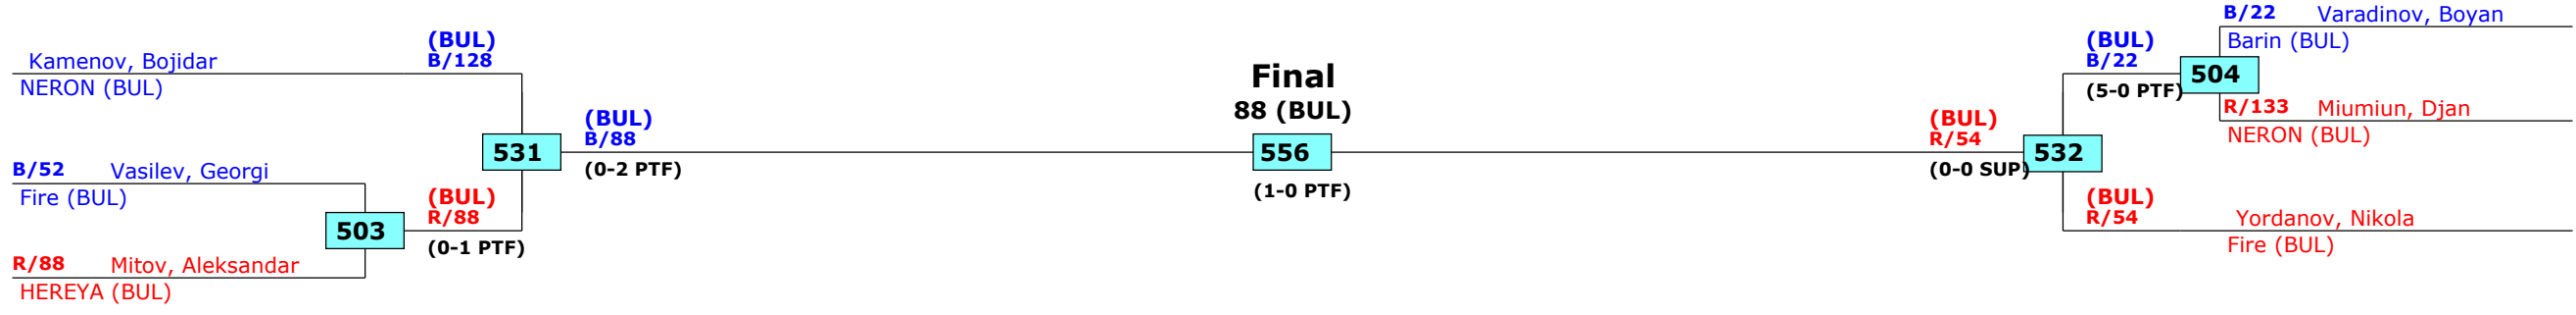 Kamenov, Bojidar
NERON (BUL)
(BUL)
B/128
B/52 Vasilev, Georgi
Fire (BUL)
R/88 Mitov, Aleksandar
HEREYA (BUL)
503
(BUL)
R/88
(0-1 PTF)
531
(BUL)
B/88
(0-2 PTF)
Final
88 (BUL)
556
(1-0 PTF)
(BUL)
R/54
(0-0 SUP)
532
(BUL)
B/22
(5-0 PTF)
504
B/22 Varadinov, Boyan
Barin (BUL)
R/133 Miumiun, Djan
NERON (BUL)
(BUL)
R/54
Yordanov, Nikola
Fire (BUL)